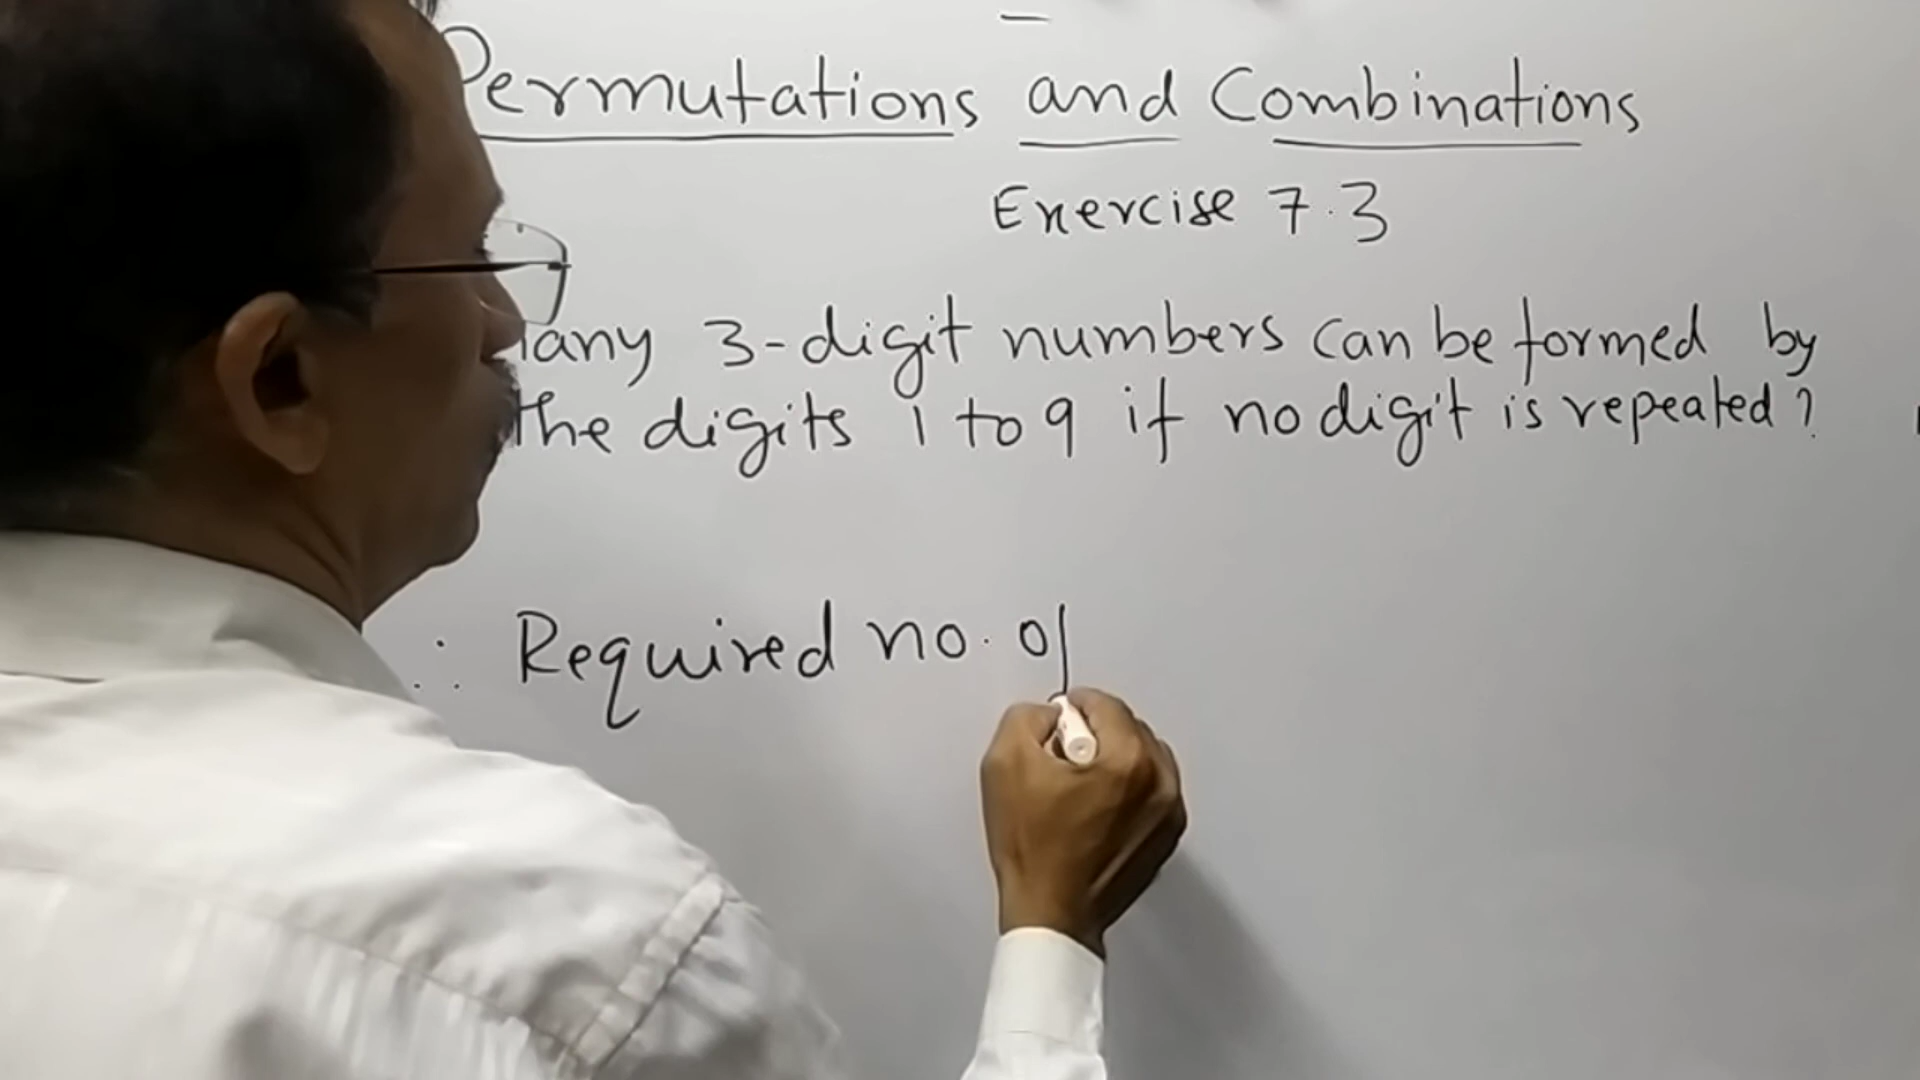 Permutations and Combinations
Exercise 7.3
many 3-digit numbers can be formed by
the digits 1 to 9 if no digit is repeated?
∴ Required no. of